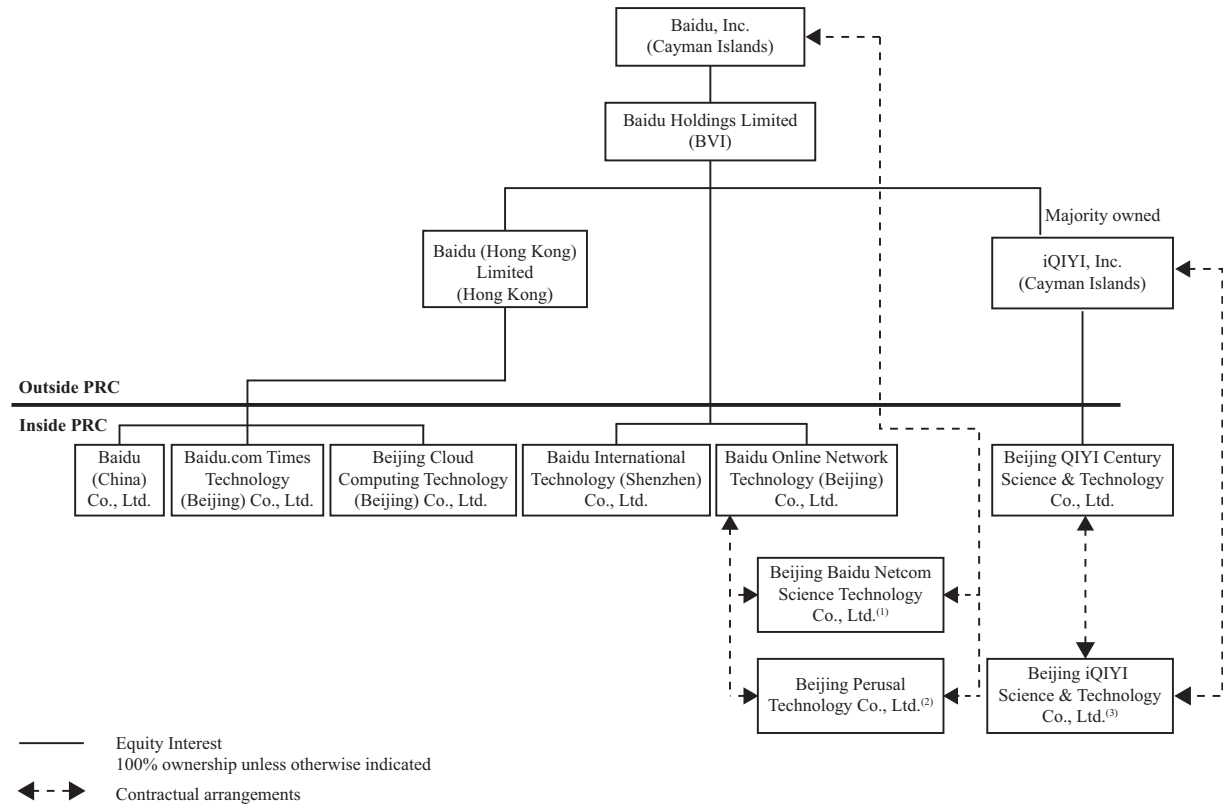 Baidu, Inc.
(Cayman Islands)
Baidu Holdings Limited
(BVI)
Majority owned
Baidu (Hong Kong)
Limited
(Hong Kong)
iQIYI, Inc.
(Cayman Islands)
Outside PRC
Inside PRC
Baidu
(China)
Co., Ltd.
Baidu.com Times
Technology
(Beijing) Co., Ltd.
Beijing Cloud
Computing Technology
(Beijing) Co., Ltd.
Baidu International
Technology (Shenzhen)
Co., Ltd.
Baidu Online Network
Technology (Beijing)
Co., Ltd.
Beijing QIYI Century
Science & Technology
Co., Ltd.
Beijing Baidu Netcom
Science Technology
Co., Ltd.(1)
Beijing Perusal
Technology Co., Ltd.(2)
Beijing iQIYI
Science & Technology
Co., Ltd.(3)
Equity Interest
100% ownership unless otherwise indicated
Contractual arrangements